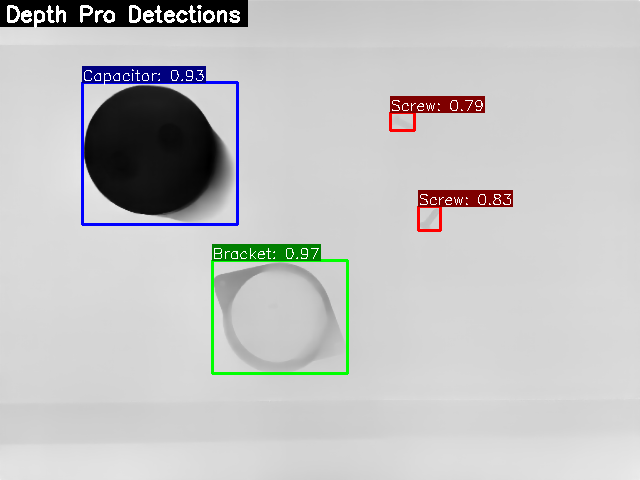 Depth Pro Detections
Capacitor: 0.93
Screw: 0.79
Screw: 0.83
Bracket: 0.97